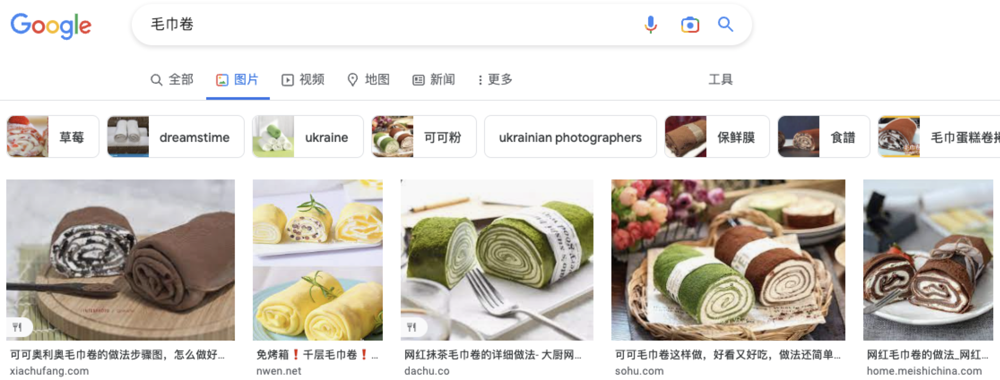 Google
毛巾卷
全部 图片 视频 地图 新闻 更多 工具
草莓 dreamstime ukraine 可可粉 ukrainian photographers 保鲜膜 食譜 毛巾蛋糕卷
可可奥利奥毛巾卷的做法步骤图，怎么做好...
xiachufang.com
免烤箱❗千层毛巾卷❗...
nwen.net
网红抹茶毛巾卷的详细做法- 大厨网...
dachu.co
可可毛巾卷这样做，好看又好吃，做法还简单...
sohu.com
网红毛巾卷的做法_网红...
home.meishichina.com